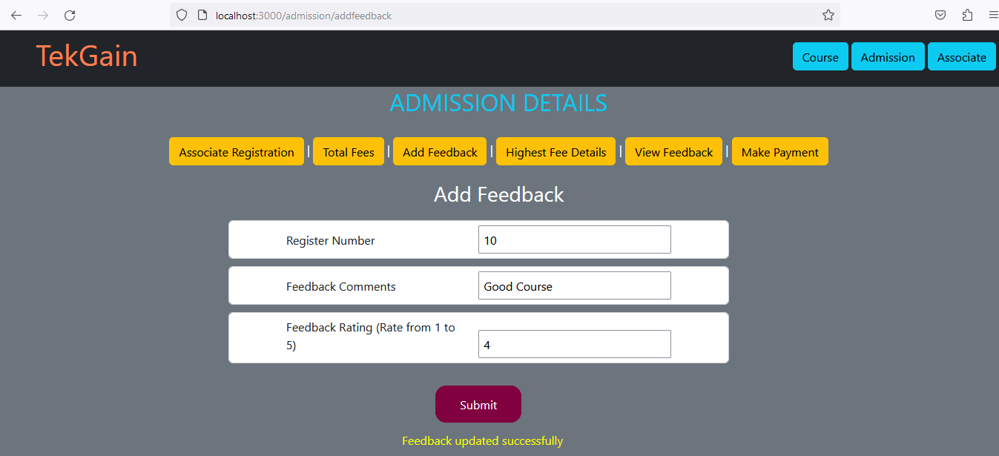 localhost:3000/admission/addfeedback
TekGain
Course Admission Associate
ADMISSION DETAILS
Associate Registration | Total Fees | Add Feedback | Highest Fee Details | View Feedback | Make Payment
Add Feedback
Register Number 10
Feedback Comments Good Course
Feedback Rating (Rate from 1 to
5) 4
Submit
Feedback updated successfully